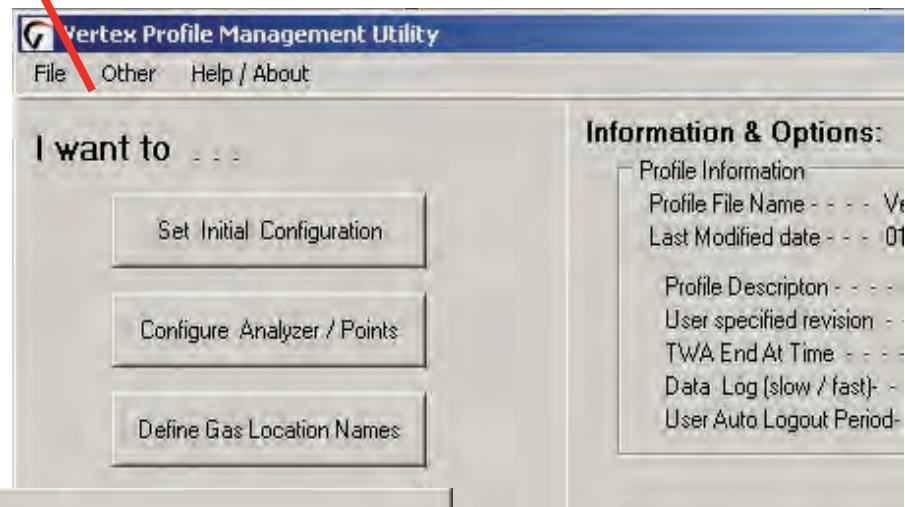 Vertex Profile Management Utility
File Other Help / About
I want to . . .
Set Initial Configuration
Configure Analyzer / Points
Define Gas Location Names
Information & Options:
Profile Information
Profile File Name - - - - Ve
Last Modified date - - - 01
Profile Descripton - - - - -
User specified revision - -
TWA End At Time - - - -
Data Log (slow / fast)- -
User Auto Logout Period-